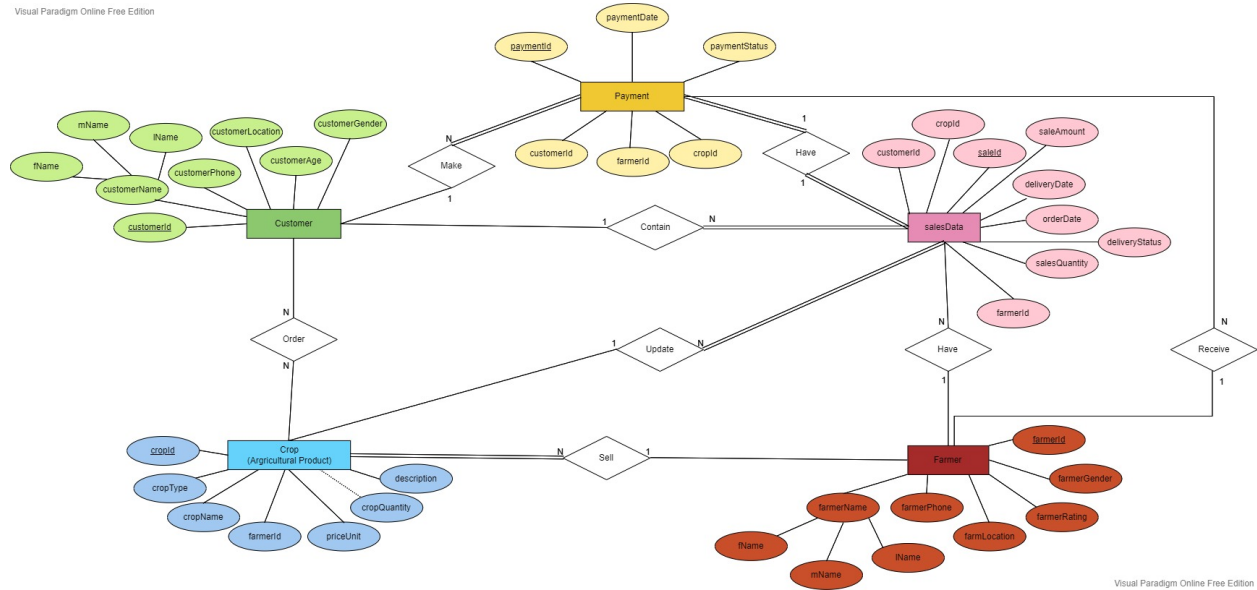 Visual Paradigm Online Free Edition
paymentDate
paymentId
paymentStatus
Payment
customerId
farmerId
cropId
N
Make
1
1
Have
1
mName
lName
fName
customerName
customerLocation
customerGender
customerPhone
customerAge
customerId
Customer
1
Contain
N
cropId
saleAmount
customerId
saleId
deliveryDate
orderDate
deliveryStatus
salesData
salesQuantity
farmerId
N
Order
N
1
Update
N
N
Have
1
N
Receive
1
cropId
Crop
(Argricultural Product)
cropType
cropName
farmerId
priceUnit
cropQuantity
description
N
Sell
1
Farmer
farmerId
farmerGender
farmerRating
farmLocation
farmerPhone
farmerName
fName
mName
lName
Visual Paradigm Online Free Edition